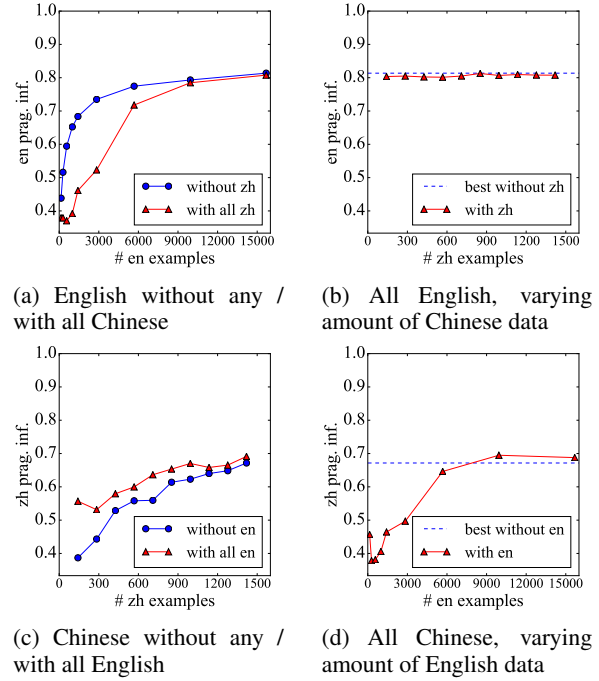 1.0
0.9
0.8
0.7
0.6
0.5
0.4
en prag. inf.
without zh
with all zh
0 3000 6000 9000 12000 15000
# en examples
(a) English without any /
with all Chinese
1.0
0.9
0.8
0.7
0.6
0.5
0.4
en prag. inf.
best without zh
with zh
0 300 600 900 1200 1500
# zh examples
(b) All English, varying
amount of Chinese data
1.0
0.9
0.8
0.7
0.6
0.5
0.4
zh prag. inf.
without en
with all en
0 300 600 900 1200 1500
# zh examples
(c) Chinese without any /
with all English
1.0
0.9
0.8
0.7
0.6
0.5
0.4
zh prag. inf.
best without en
with en
0 3000 6000 9000 12000 15000
# en examples
(d) All Chinese, varying
amount of English data